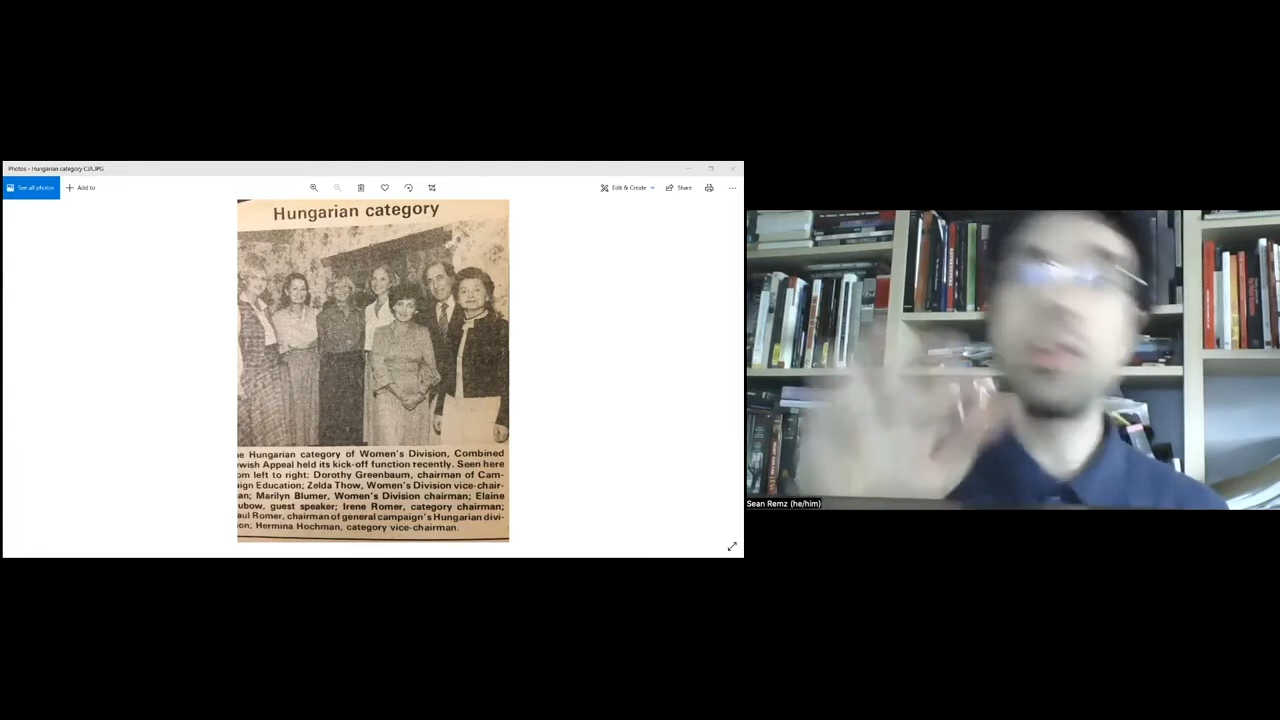 Photos - Hungarian category CJA.JPG
See all photos
Add to
Edit & Create
Share
Hungarian category
e Hungarian category of Women's Division, Combined
wish Appeal held its kick-off function recently. Seen here
om left to right: Dorothy Greenbaum, chairman of Cam-
ign Education; Zelda Thow, Women's Division vice-chair-
an; Marilyn Blumer, Women's Division chairman; Elaine
ubow, guest speaker; Irene Romer, category chairman;
aul Romer, chairman of general campaign's Hungarian divi-
on; Hermina Hochman, category vice-chairman.
Sean Remz (he/him)